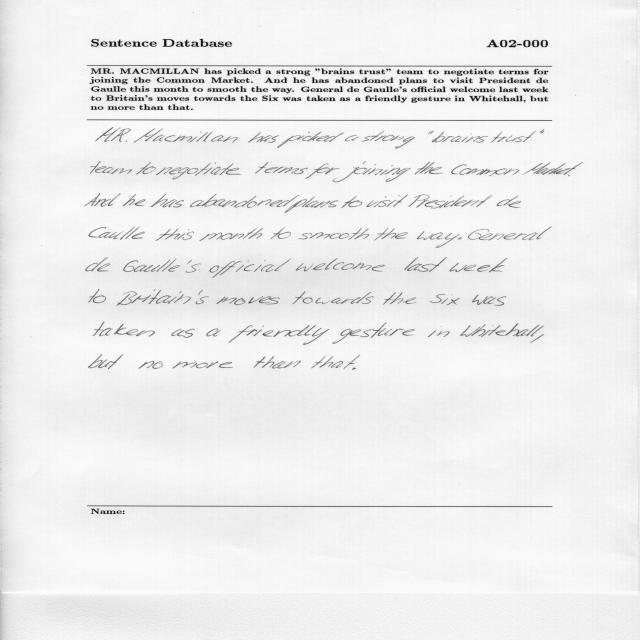 Sentence Database A02-000
MR. MACMILLAN has picked a strong "brains trust" team to negotiate terms for
joining the Common Market. And he has abandoned plans to visit President de
Gaulle this month to smooth the way. General de Gaulle's official welcome last week
to Britain's moves towards the Six was taken as a friendly gesture in Whitehall, but
no more than that.
MR. Macmillan has picked a strong "brains trust"
team to negotiate terms for joining the Common Market.
And he has abandoned plans to visit President de
Gaulle this month to smooth the way. General
de Gaulle's official welcome last week
to Britain's moves towards the Six was
taken as a friendly gesture in Whitehall,
but no more than that.
Name: